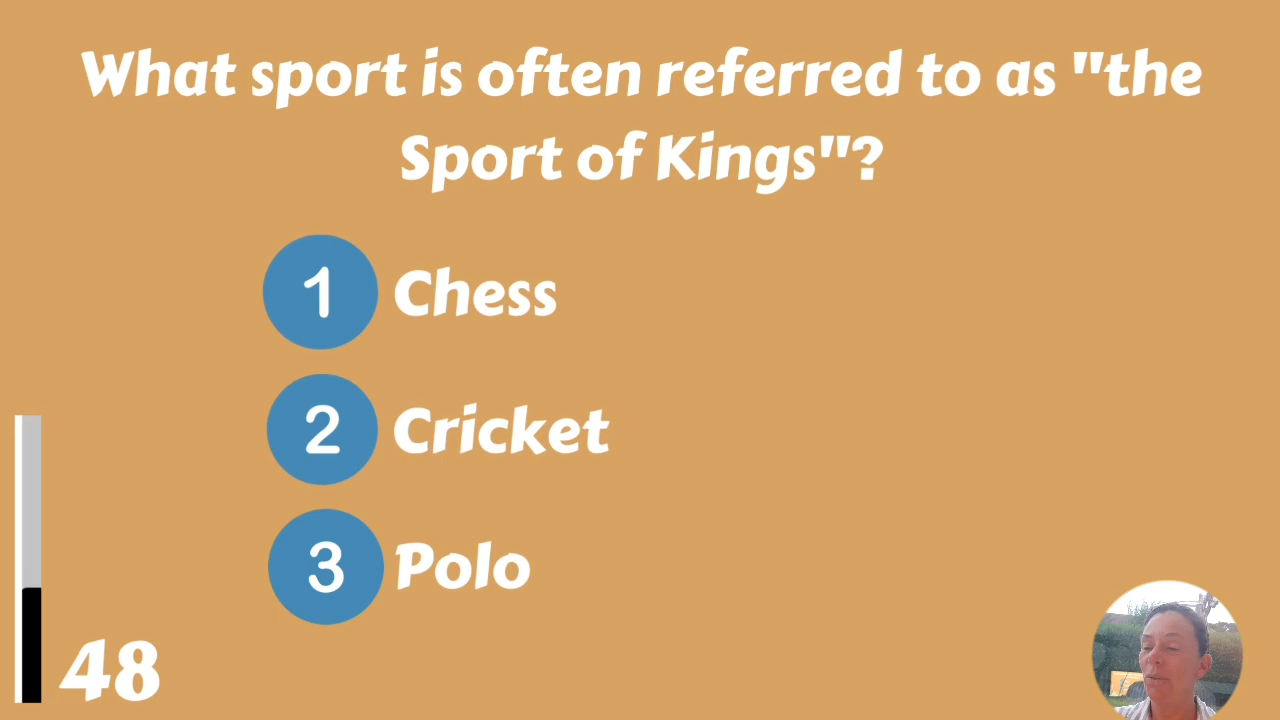 What sport is often referred to as "the
Sport of Kings"?
1 Chess
2 Cricket
3 Polo
48